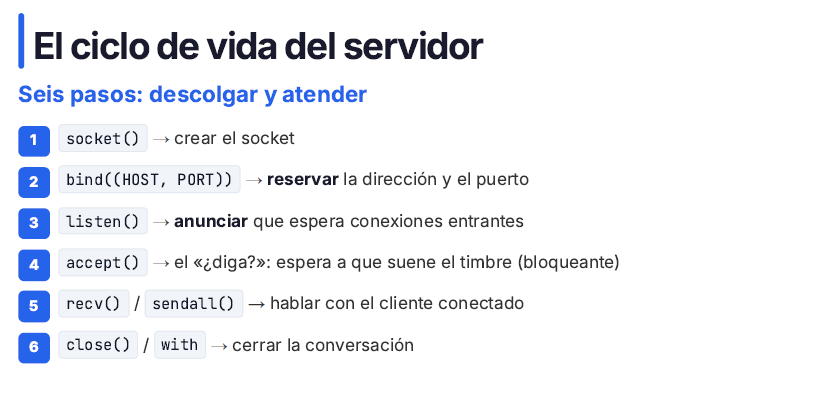 El ciclo de vida del servidor
Seis pasos: descolgar y atender
1 socket() → crear el socket
2 bind((HOST, PORT)) → reservar la dirección y el puerto
3 listen() → anunciar que espera conexiones entrantes
4 accept() → el «¿diga?»: espera a que suene el timbre (bloqueante)
5 recv() / sendall() → hablar con el cliente conectado
6 close() / with → cerrar la conversación